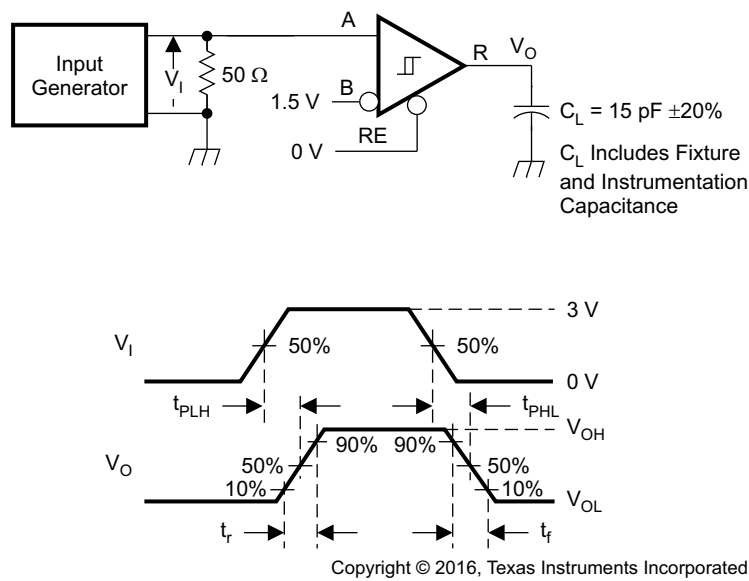 A
R
V_O
Input
Generator
V_I
50 Ω
B
1.5 V
C_L = 15 pF ±20%
RE
0 V
C_L Includes Fixture
and Instrumentation
Capacitance
3 V
V_I
50%
50%
0 V
t_PLH
t_PHL
V_OH
90%
90%
V_O
50%
50%
10%
10%
V_OL
t_r
t_f
Copyright © 2016, Texas Instruments Incorporated